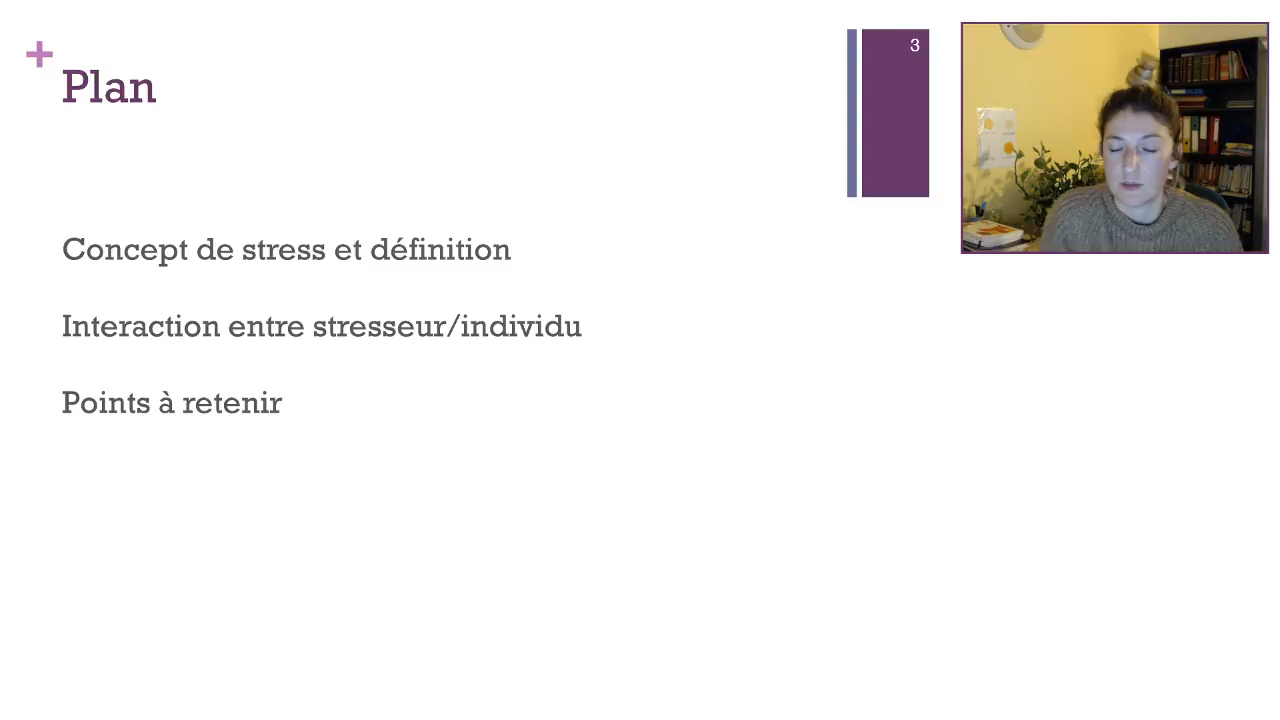 +
Plan
3
Concept de stress et définition
Interaction entre stresseur/individu
Points à retenir